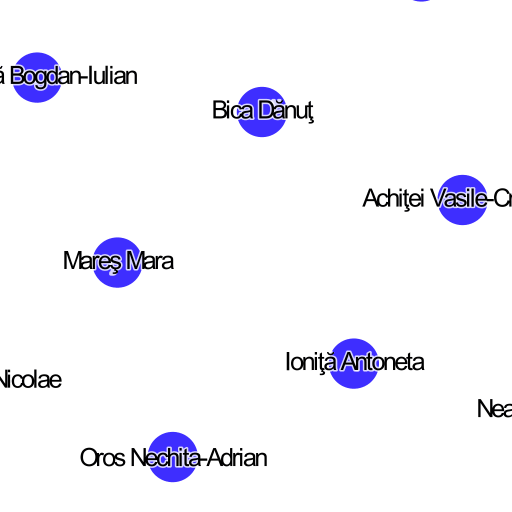 ă Bogdan-Iulian
Bica Dănuţ
Achiţei Vasile-Cr
Mareş Mara
Ioniţă Antoneta
Nicolae
Nea
Oros Nechita-Adrian